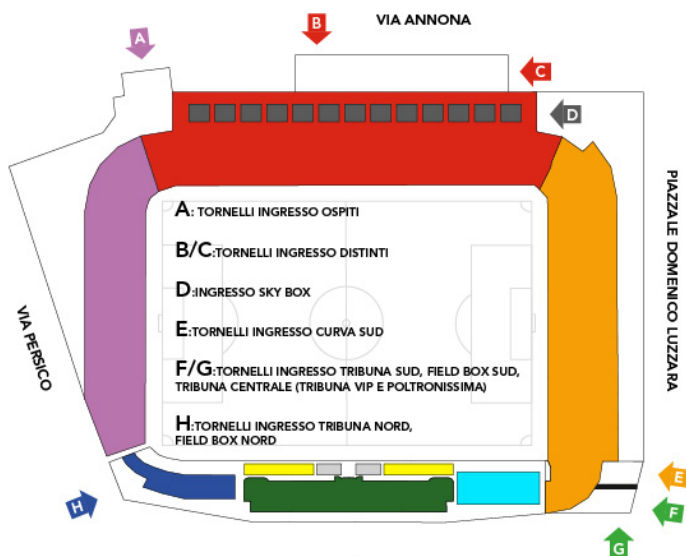 VIA ANNONA
B
A
C
D
A: TORNELLI INGRESSO OSPITI
B/C:TORNELLI INGRESSO DISTINTI
D:INGRESSO SKY BOX
E:TORNELLI INGRESSO CURVA SUD
F/G:TORNELLI INGRESSO TRIBUNA SUD, FIELD BOX SUD,
TRIBUNA CENTRALE (TRIBUNA VIP E POLTRONISSIMA)
H:TORNELLI INGRESSO TRIBUNA NORD,
FIELD BOX NORD
PIAZZALE DOMENICO LUZZARA
VIA PERSICO
E
H
F
G